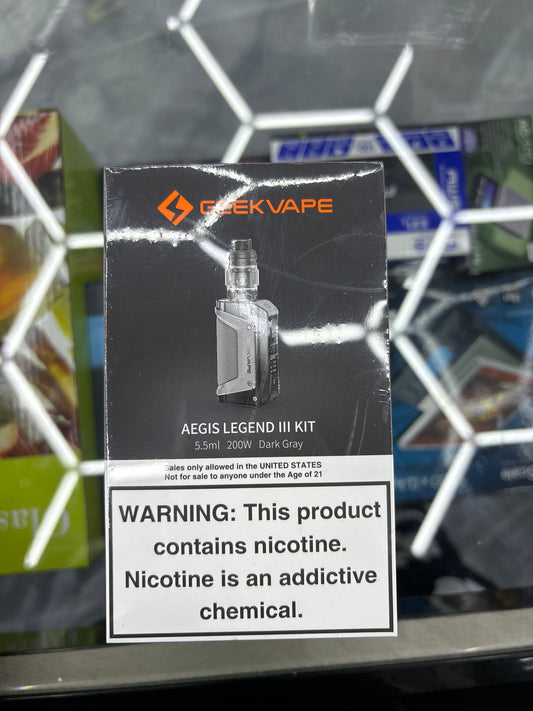 GEEKVAPE
AEGIS LEGEND III KIT
5.5ml 200W Dark Gray
Sales only allowed in the UNITED STATES
Not for sale to anyone under the Age of 21
WARNING: This product
contains nicotine.
Nicotine is an addictive
chemical.